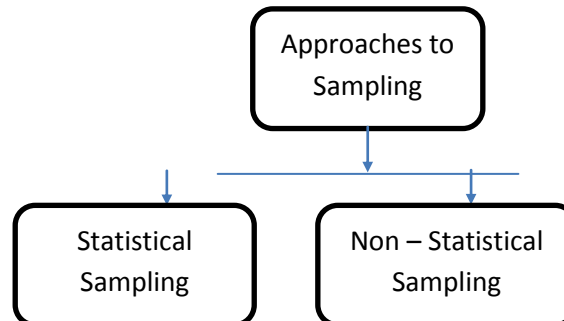 Approaches to
Sampling
Statistical
Sampling
Non – Statistical
Sampling